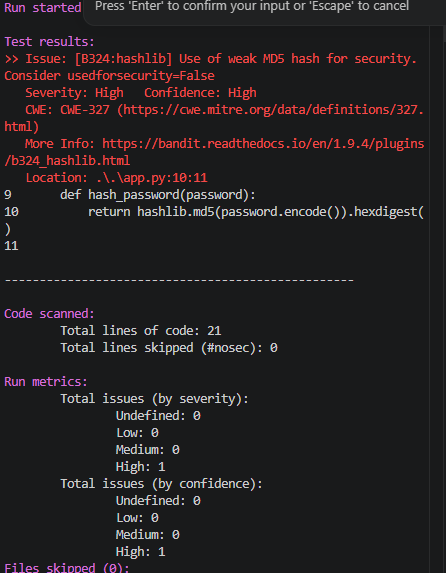 Run started
Press 'Enter' to confirm your input or 'Escape' to cancel
Test results:
>> Issue: [B324:hashlib] Use of weak MD5 hash for security.
Consider usedforsecurity=False
   Severity: High   Confidence: High
   CWE: CWE-327 (https://cwe.mitre.org/data/definitions/327.
html)
   More Info: https://bandit.readthedocs.io/en/1.9.4/plugins
/b324_hashlib.html
   Location: .\.\app.py:10:11
9       def hash_password(password):
10          return hashlib.md5(password.encode()).hexdigest(
)
11
--------------------------------------------------
Code scanned:
        Total lines of code: 21
        Total lines skipped (#nosec): 0
Run metrics:
        Total issues (by severity):
                Undefined: 0
                Low: 0
                Medium: 0
                High: 1
        Total issues (by confidence):
                Undefined: 0
                Low: 0
                Medium: 0
                High: 1
Files skipped (0):